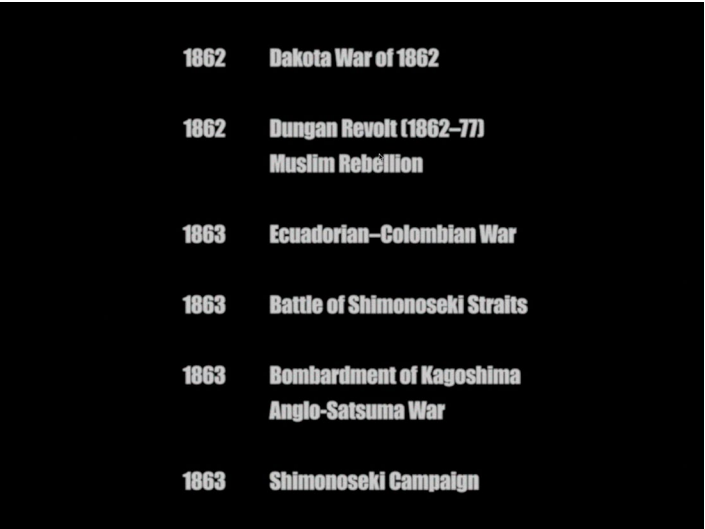 1862 Dakota War of 1862
1862 Dungan Revolt (1862–77)
Muslim Rebellion
1863 Ecuadorian–Colombian War
1863 Battle of Shimonoseki Straits
1863 Bombardment of Kagoshima
Anglo-Satsuma War
1863 Shimonoseki Campaign